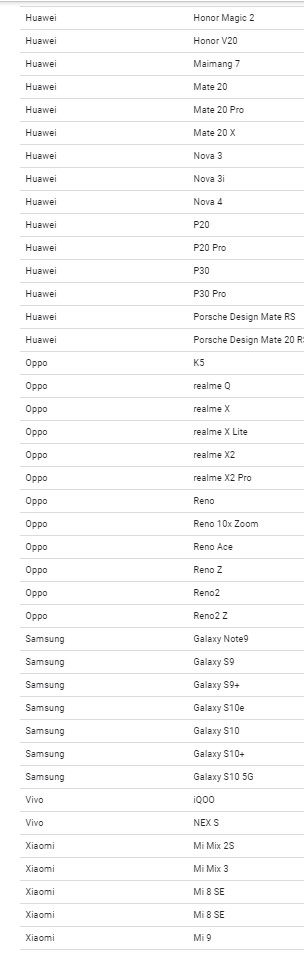 Huawei Honor Magic 2
Huawei Honor V20
Huawei Maimang 7
Huawei Mate 20
Huawei Mate 20 Pro
Huawei Mate 20 X
Huawei Nova 3
Huawei Nova 3i
Huawei Nova 4
Huawei P20
Huawei P20 Pro
Huawei P30
Huawei P30 Pro
Huawei Porsche Design Mate RS
Huawei Porsche Design Mate 20 RS
Oppo K5
Oppo realme Q
Oppo realme X
Oppo realme X Lite
Oppo realme X2
Oppo realme X2 Pro
Oppo Reno
Oppo Reno 10x Zoom
Oppo Reno Ace
Oppo Reno Z
Oppo Reno2
Oppo Reno2 Z
Samsung Galaxy Note9
Samsung Galaxy S9
Samsung Galaxy S9+
Samsung Galaxy S10e
Samsung Galaxy S10
Samsung Galaxy S10+
Samsung Galaxy S10 5G
Vivo iQOO
Vivo NEX S
Xiaomi Mi Mix 2S
Xiaomi Mi Mix 3
Xiaomi Mi 8 SE
Xiaomi Mi 8 SE
Xiaomi Mi 9